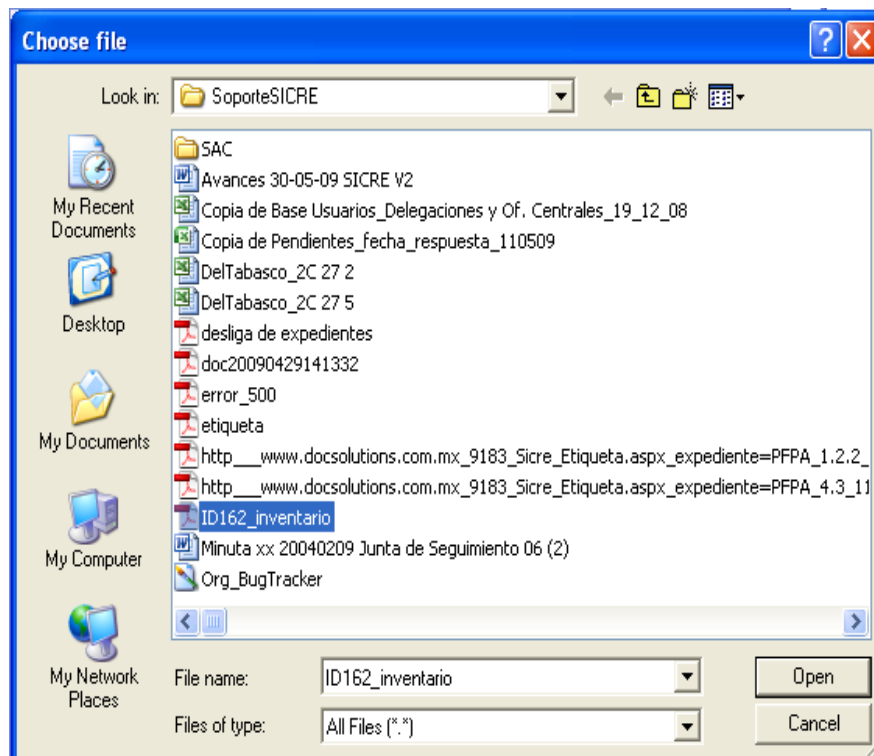 Choose file
Look in: SoporteSICRE
My Recent Documents
Desktop
My Documents
My Computer
My Network Places
SAC
Avances 30-05-09 SICRE V2
Copia de Base Usuarios_Delegaciones y Of. Centrales_19_12_08
Copia de Pendientes_fecha_respuesta_110509
DelTabasco_2C 27 2
DelTabasco_2C 27 5
desliga de expedientes
doc20090429141332
error_500
etiqueta
http___www.docsolutions.com.mx_9183_Sicre_Etiqueta.aspx_expediente=PFPA_1.2.2_
http___www.docsolutions.com.mx_9183_Sicre_Etiqueta.aspx_expediente=PFPA_4.3_11
ID162_inventario
Minuta xx 20040209 Junta de Seguimiento 06 (2)
Org_BugTracker
File name: ID162_inventario Open
Files of type: All Files (*.*) Cancel